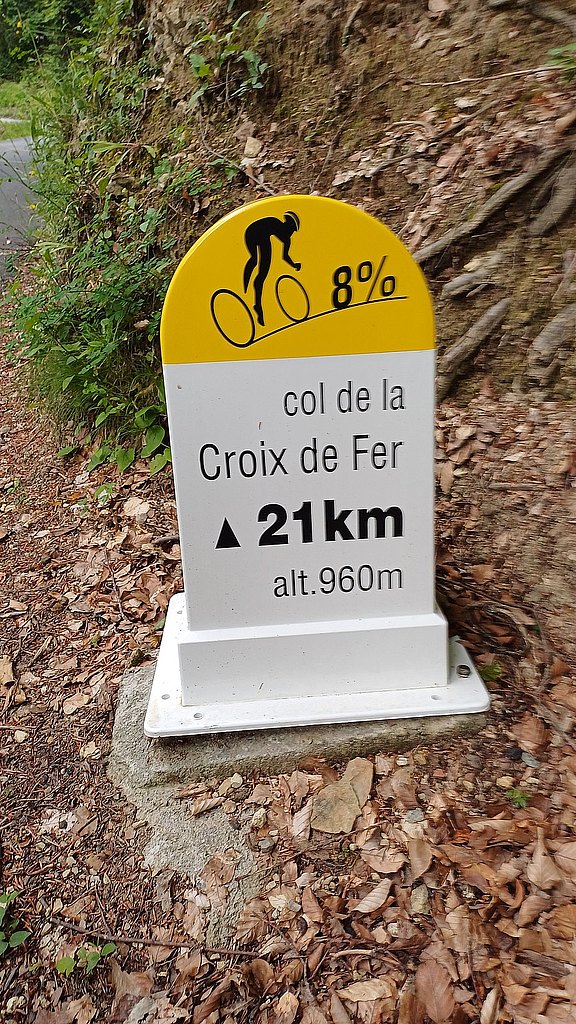 8%
col de la
Croix de Fer
▲ 21km
alt.960m